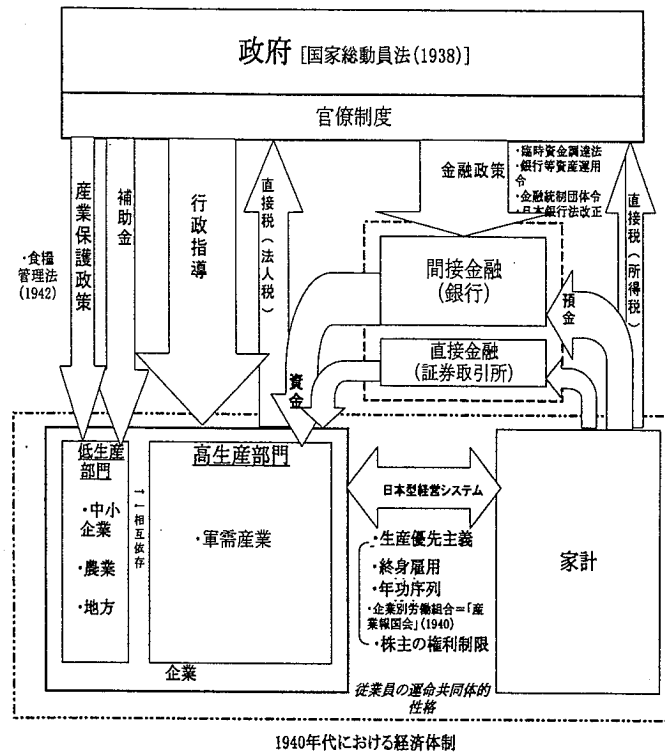 政府 [国家総動員法(1938)]
官僚制度
・食糧
管理法
(1942)
産業保護政策
補助金
行政指導
直接税(法人税)
金融政策
・臨時資金調達法
・銀行等資産運用
令
・金融統制団体令
・日本銀行法改正
直接税(所得税)
間接金融
(銀行)
預金
直接金融
(証券取引所)
資金
低生産
部門
・中小
企業
・農業
・地方
↑↓相互依存
高生産部門
・軍需産業
企業
日本型経営システム
・生産優先主義
・終身雇用
・年功序列
・企業別労働組合=「産
業報国会」(1940)
・株主の権利制限
従業員の運命共同体的
性格
家計
1940年代における経済体制